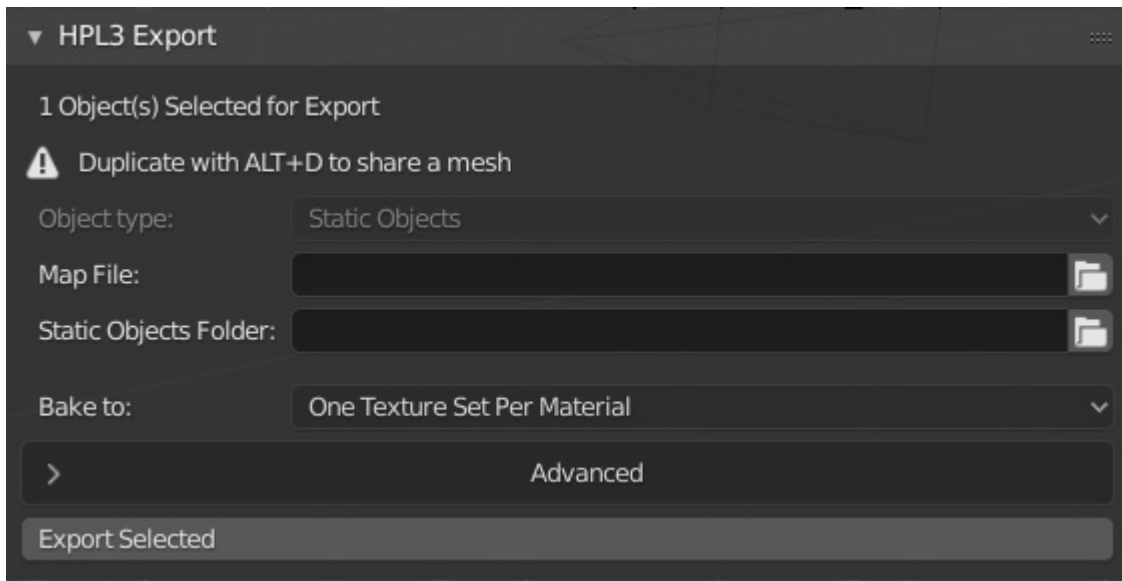 HPL3 Export
1 Object(s) Selected for Export
Duplicate with ALT+D to share a mesh
Object type: Static Objects
Map File:
Static Objects Folder:
Bake to: One Texture Set Per Material
Advanced
Export Selected